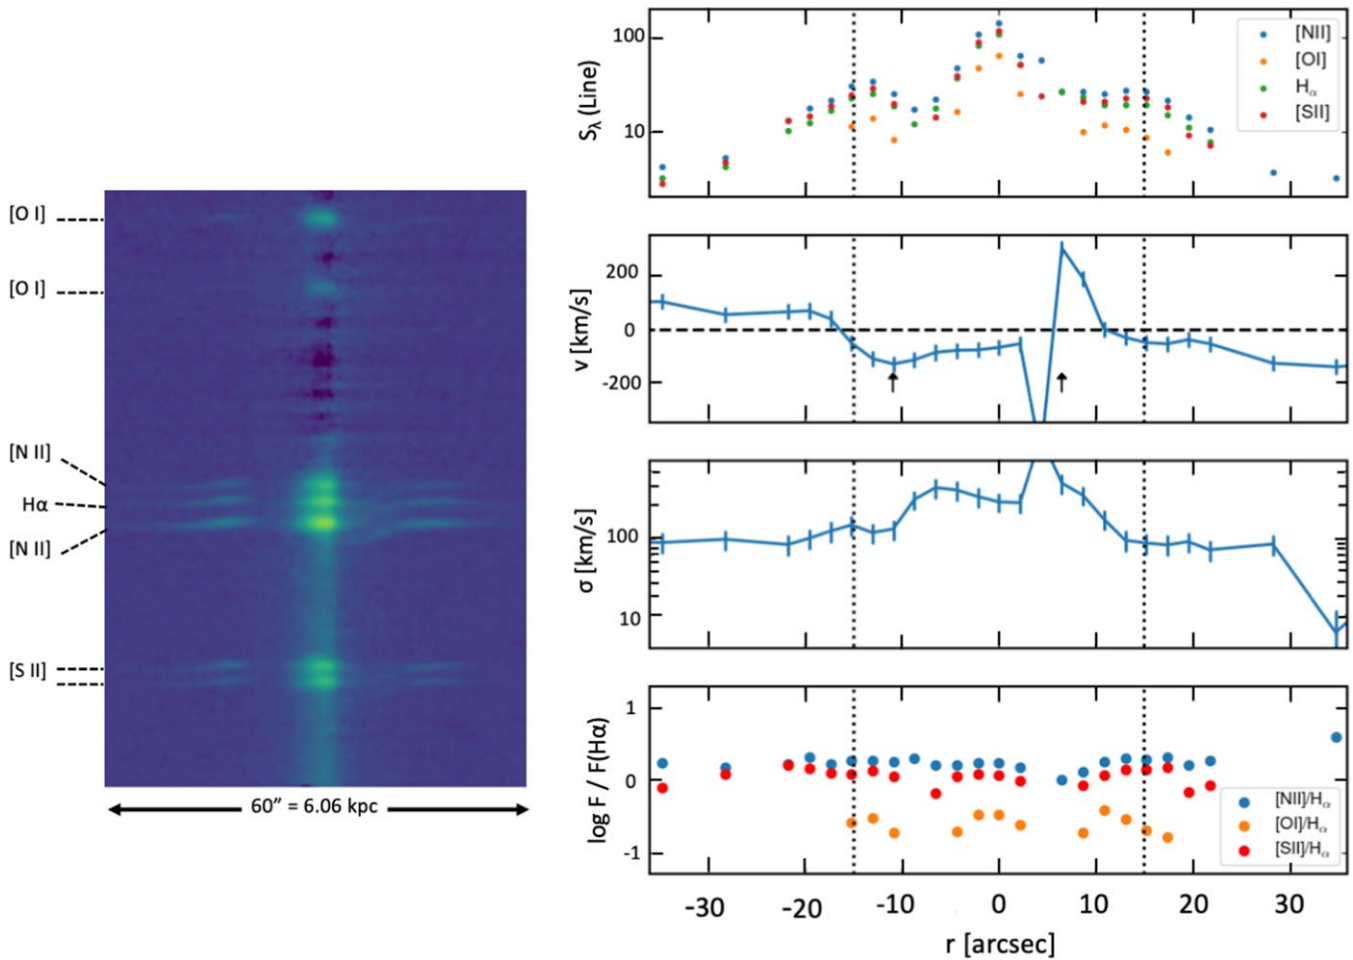 [O I]
[O I]
[N II]
Hα
[N II]
[S II]
60” = 6.06 kpc
100
10
Sλ (Line)
[NII]
[OI]
Hα
[SII]
200
0
-200
v [km/s]
100
10
σ [km/s]
1
0
-1
log F / F(Hα)
[NII]/Hα
[OI]/Hα
[SII]/Hα
-30 -20 -10 0 10 20 30
r [arcsec]